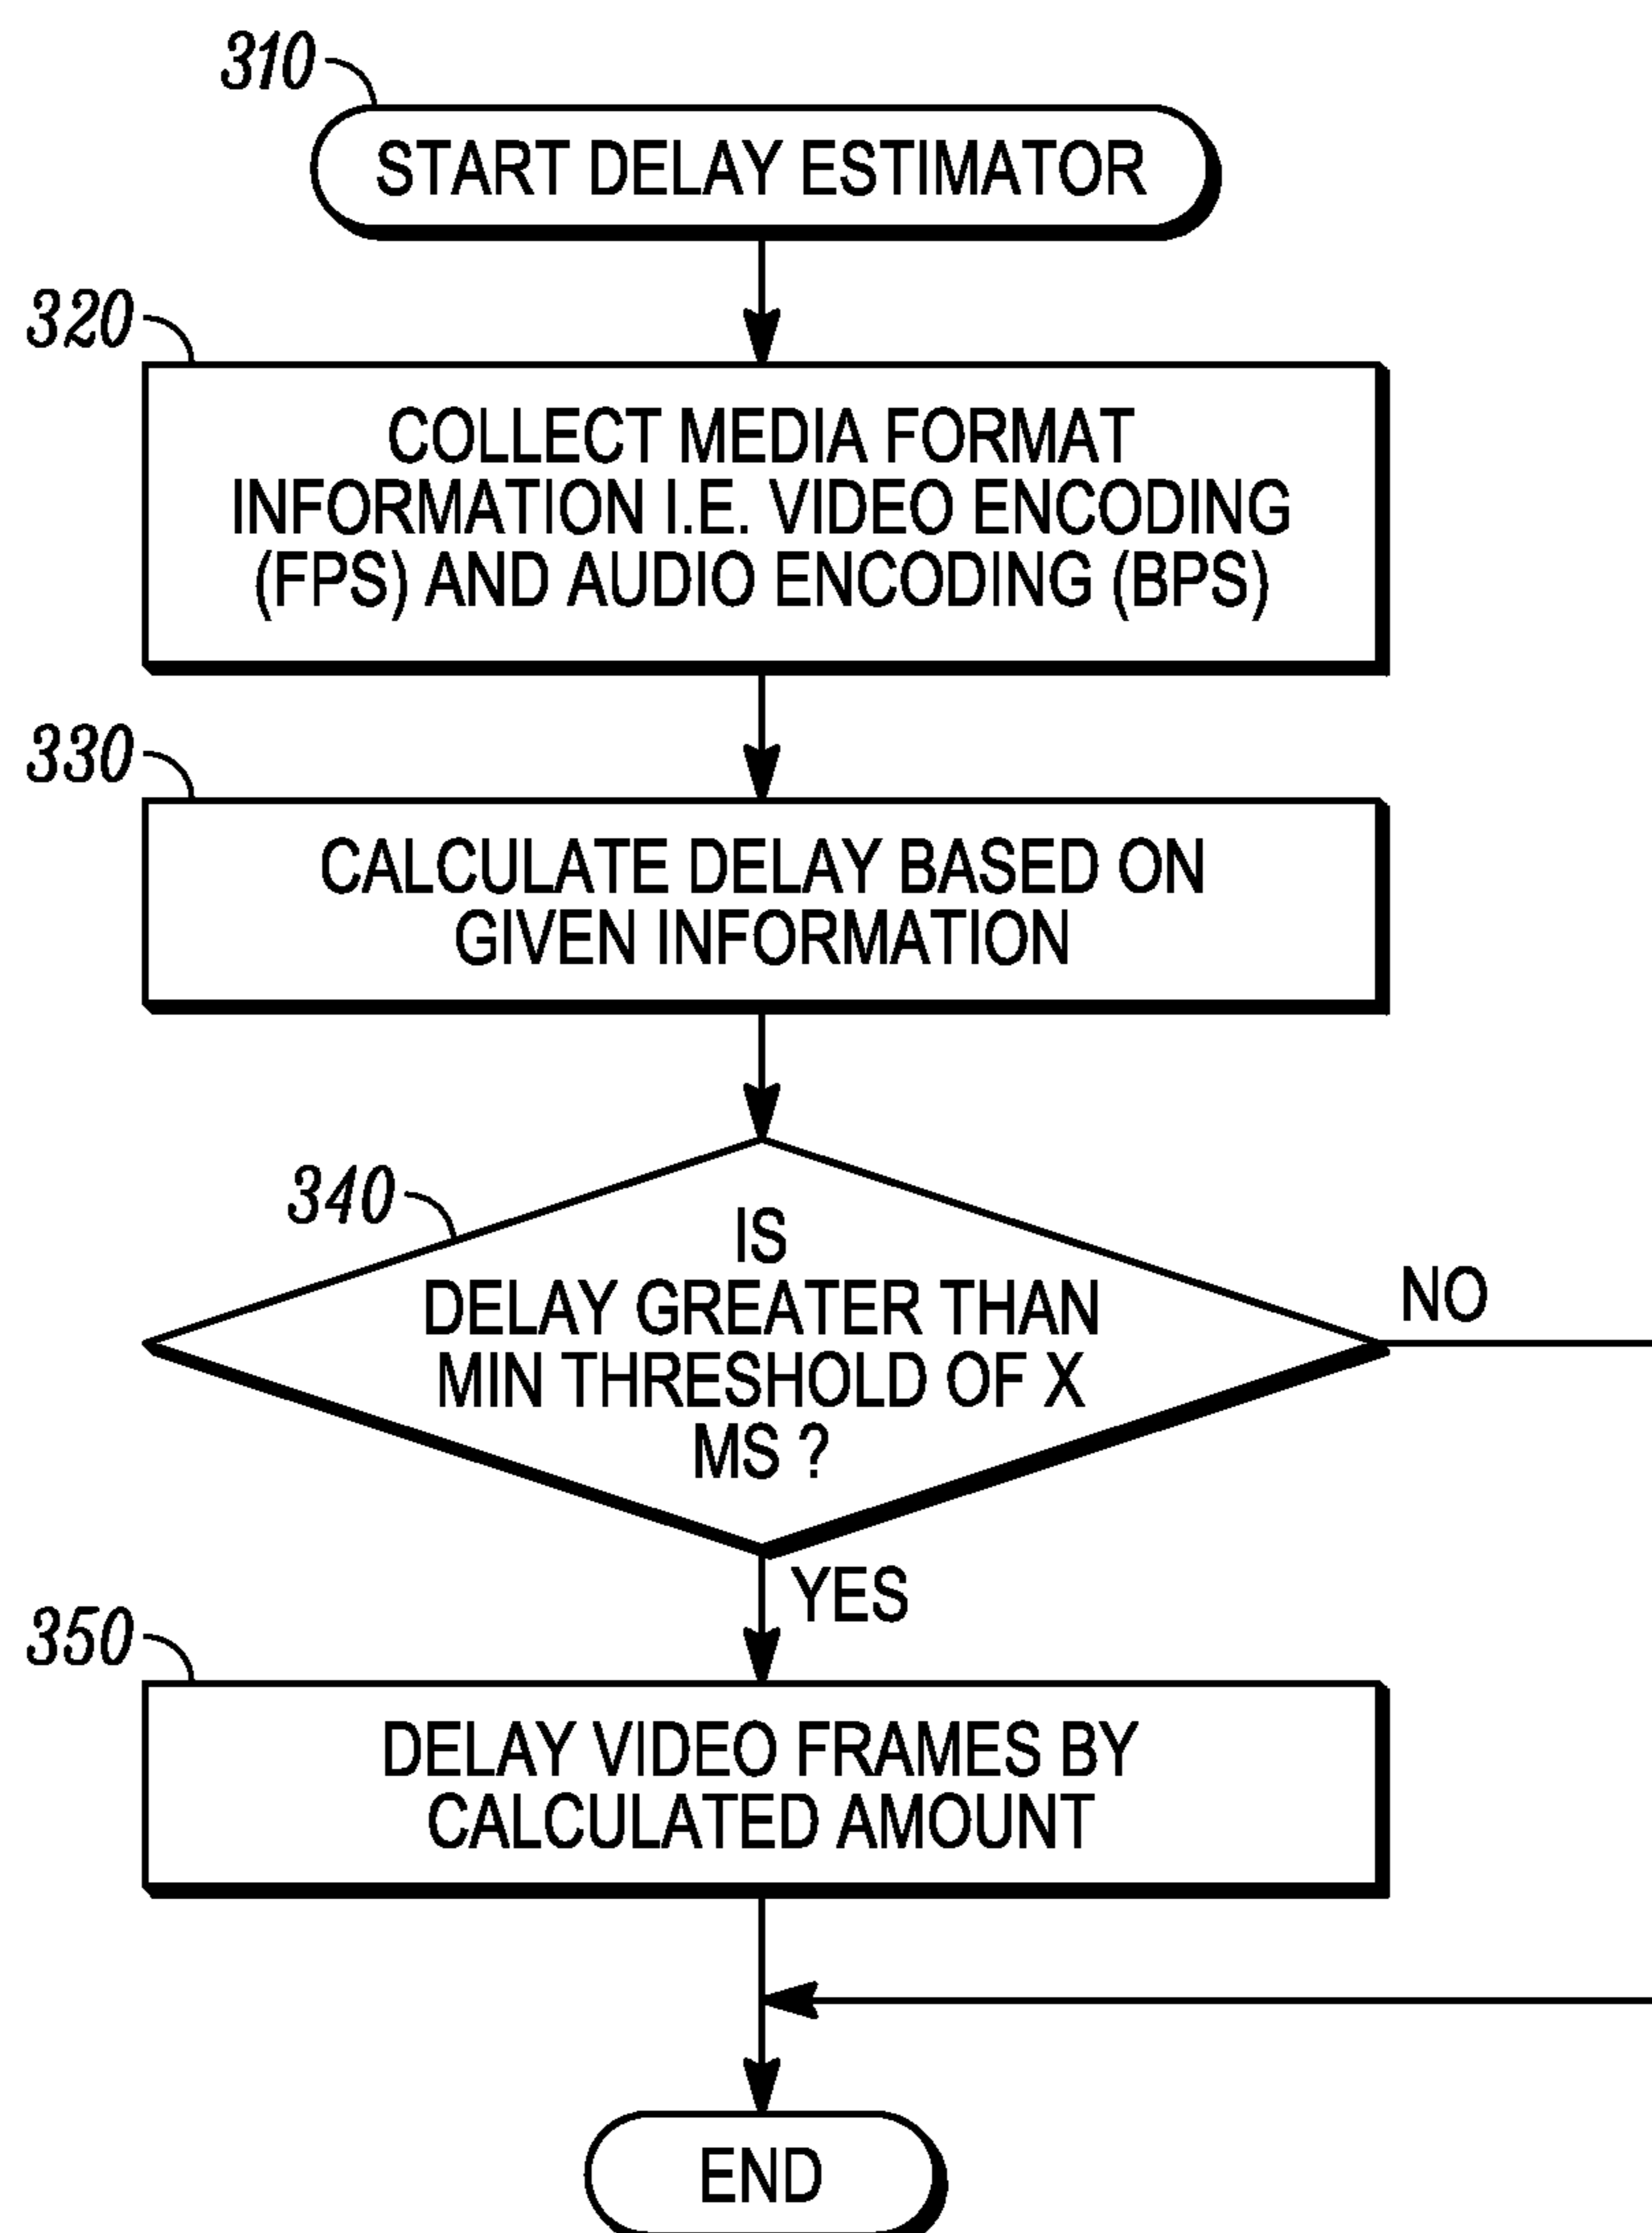 310
START DELAY ESTIMATOR
320
COLLECT MEDIA FORMAT
INFORMATION I.E. VIDEO ENCODING
(FPS) AND AUDIO ENCODING (BPS)
330
CALCULATE DELAY BASED ON
GIVEN INFORMATION
340
IS
DELAY GREATER THAN
MIN THRESHOLD OF X
MS ?
NO
YES
350
DELAY VIDEO FRAMES BY
CALCULATED AMOUNT
END